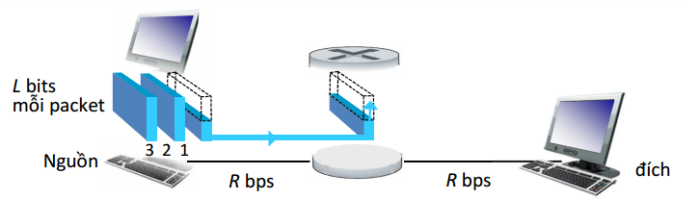 L bits
mỗi packet
3 2 1
Nguồn
R bps
R bps
đích